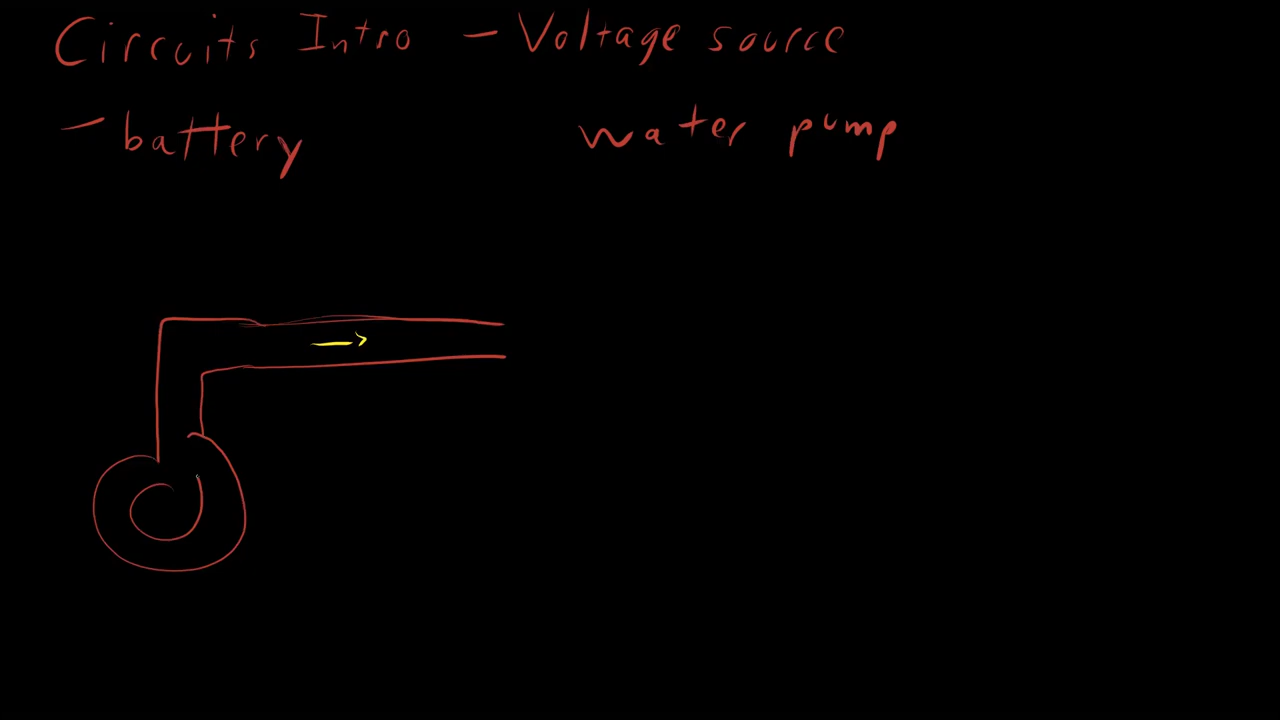 Circuits Intro - Voltage source
- battery
water pump